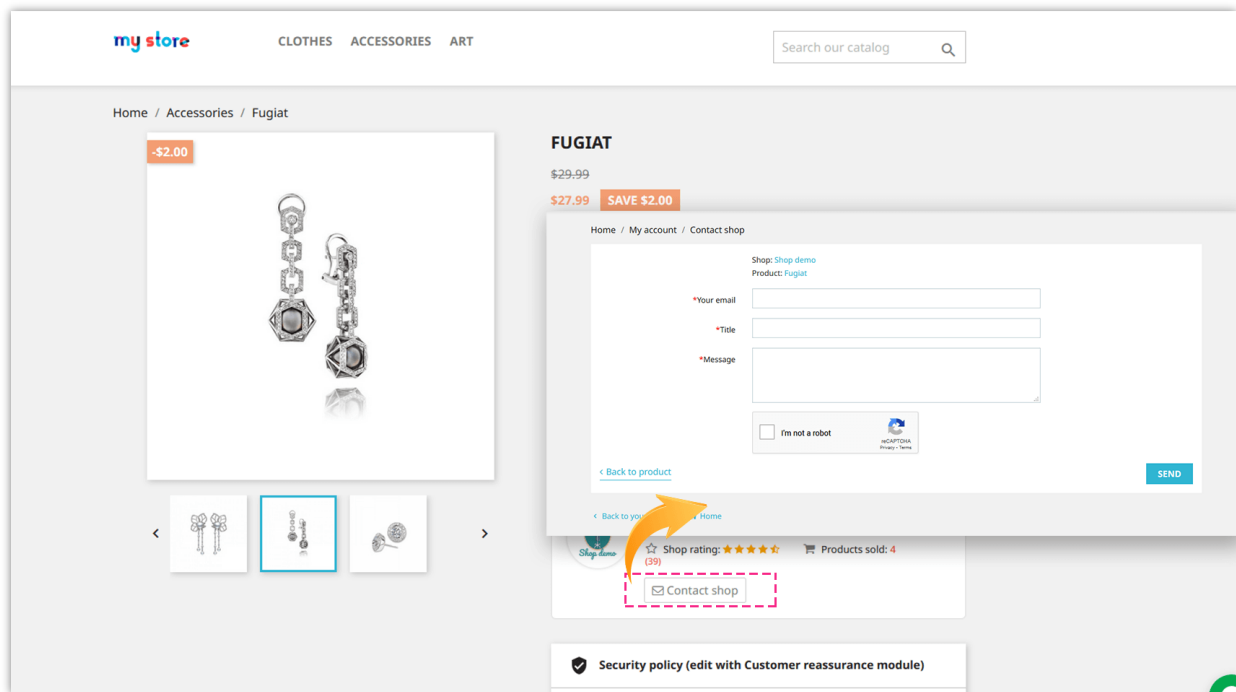 my store
CLOTHES ACCESSORIES ART
Search our catalog
Home / Accessories / Fugiat
-$2.00
FUGIAT
$29.99
$27.99 SAVE $2.00
Home / My account / Contact shop
Shop: Shop demo
Product: Fugiat
*Your email
*Title
*Message
I'm not a robot
reCAPTCHA
Privacy - Terms
< Back to product
SEND
< Back to you
Home
Shop demo
Shop rating:
(39)
Products sold: 4
Contact shop
Security policy (edit with Customer reassurance module)